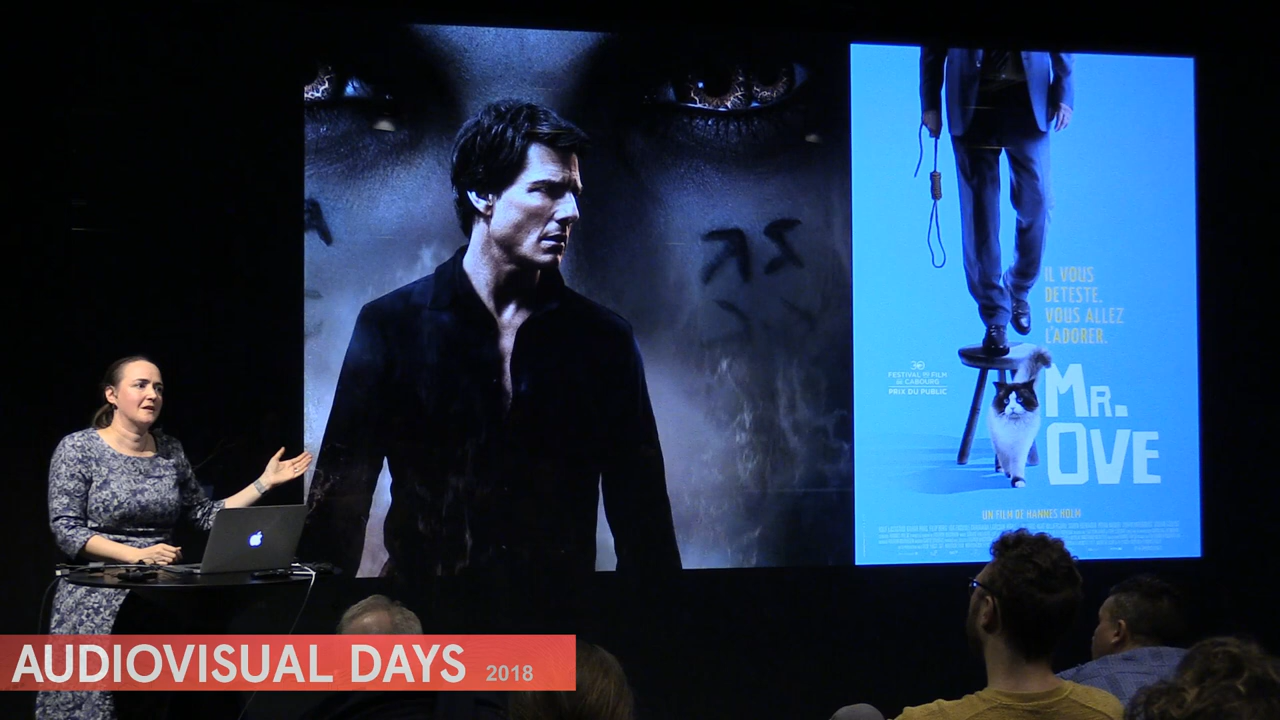 IL VOUS
DÉTESTE.
VOUS ALLEZ
L'ADORER.
FESTIVAL DU FILM
DE CABOURG
PRIX DU PUBLIC
MR.
OVE
UN FILM DE HANNES HOLM
AUDIOVISUAL DAYS 2018